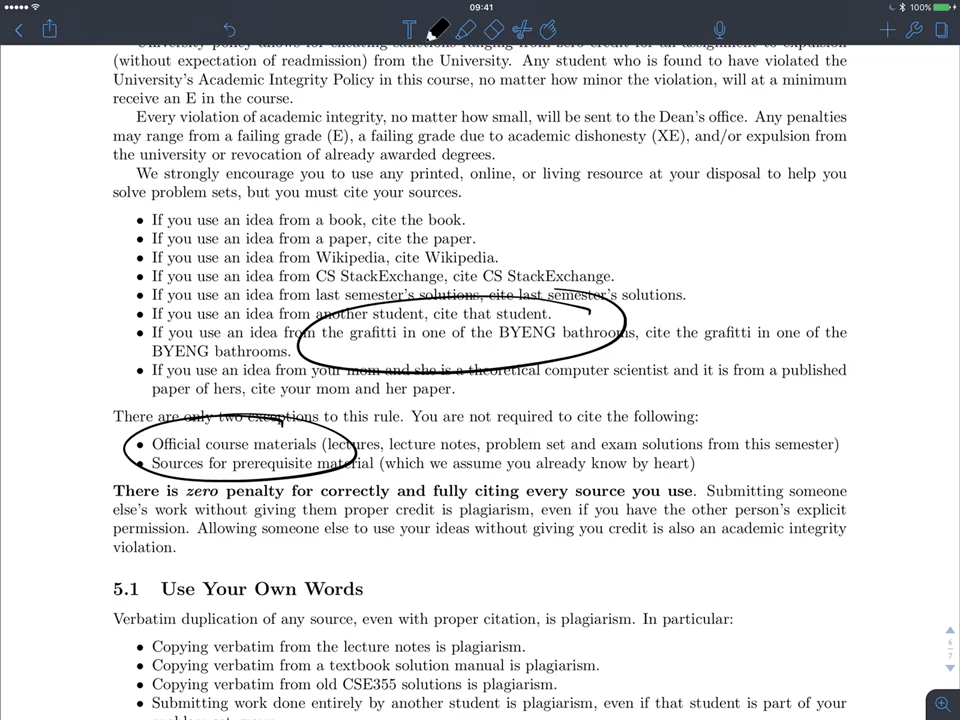 09:41
100%
University policy allows for creating sanctions ranging from zero credit for an assignment to expulsion
(without expectation of readmission) from the University. Any student who is found to have violated the
University's Academic Integrity Policy in this course, no matter how minor the violation, will at a minimum
receive an E in the course.
Every violation of academic integrity, no matter how small, will be sent to the Dean's office. Any penalties
may range from a failing grade (E), a failing grade due to academic dishonesty (XE), and/or expulsion from
the university or revocation of already awarded degrees.
We strongly encourage you to use any printed, online, or living resource at your disposal to help you
solve problem sets, but you must cite your sources.
• If you use an idea from a book, cite the book.
• If you use an idea from a paper, cite the paper.
• If you use an idea from Wikipedia, cite Wikipedia.
• If you use an idea from CS StackExchange, cite CS StackExchange.
• If you use an idea from last semester's solutions, cite last semester's solutions.
• If you use an idea from another student, cite that student.
• If you use an idea from the grafitti in one of the BYENG bathrooms, cite the grafitti in one of the
BYENG bathrooms.
• If you use an idea from your mom and she is a theoretical computer scientist and it is from a published
paper of hers, cite your mom and her paper.
There are only two exceptions to this rule. You are not required to cite the following:
• Official course materials (lectures, lecture notes, problem set and exam solutions from this semester)
• Sources for prerequisite material (which we assume you already know by heart)
There is zero penalty for correctly and fully citing every source you use. Submitting someone
else's work without giving them proper credit is plagiarism, even if you have the other person's explicit
permission. Allowing someone else to use your ideas without giving you credit is also an academic integrity
violation.
5.1 Use Your Own Words
Verbatim duplication of any source, even with proper citation, is plagiarism. In particular:
• Copying verbatim from the lecture notes is plagiarism.
• Copying verbatim from a textbook solution manual is plagiarism.
• Copying verbatim from old CSE355 solutions is plagiarism.
• Submitting work done entirely by another student is plagiarism, even if that student is part of your
6
7